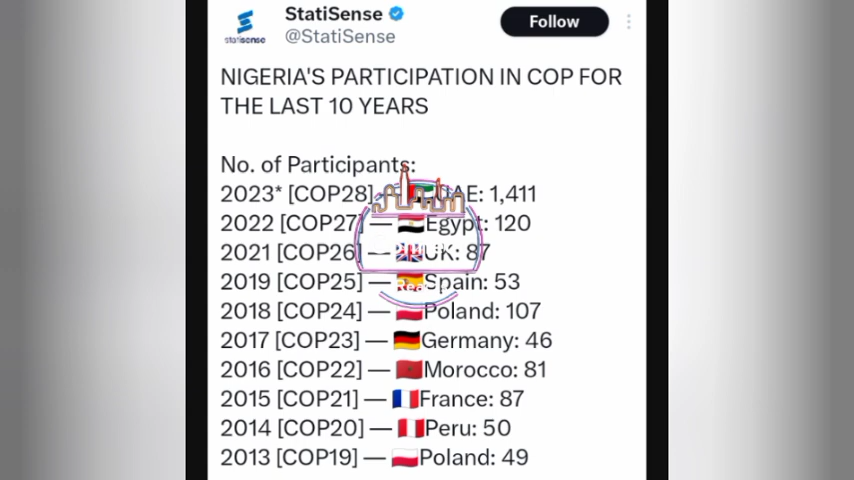 StatiSense
@StatiSense
Follow
statisense
NIGERIA'S PARTICIPATION IN COP FOR
THE LAST 10 YEARS
No. of Participants:
2023* [COP28] — 🇦🇪UAE: 1,411
2022 [COP27] — 🇪🇬Egypt: 120
2021 [COP26] — 🇬🇧UK: 87
2019 [COP25] — 🇪🇸Spain: 53
2018 [COP24] — 🇵🇱Poland: 107
2017 [COP23] — 🇩🇪Germany: 46
2016 [COP22] — 🇲🇦Morocco: 81
2015 [COP21] — 🇫🇷France: 87
2014 [COP20] — 🇵🇪Peru: 50
2013 [COP19] — 🇵🇱Poland: 49